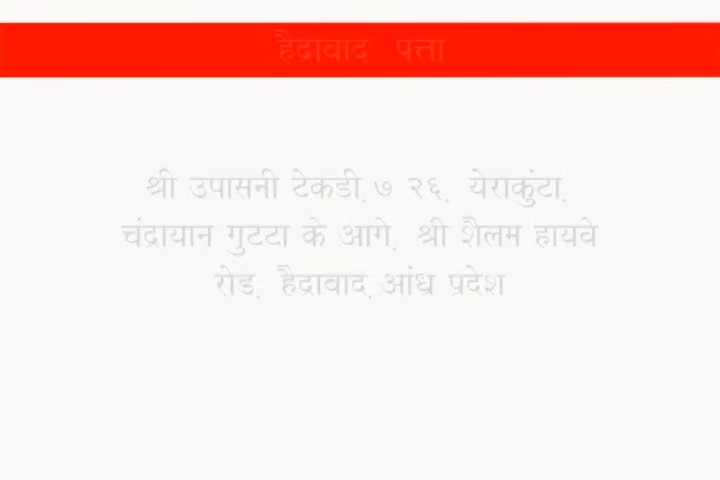 हैद्रावाद पत्ता
श्री उपासनी टेकडी, ७ २६, येराकुंटा,
चंद्रायान गुटटा के आगे, श्री शैलम हायवे
रोड, हैद्रावाद, आंध्र प्रदेश